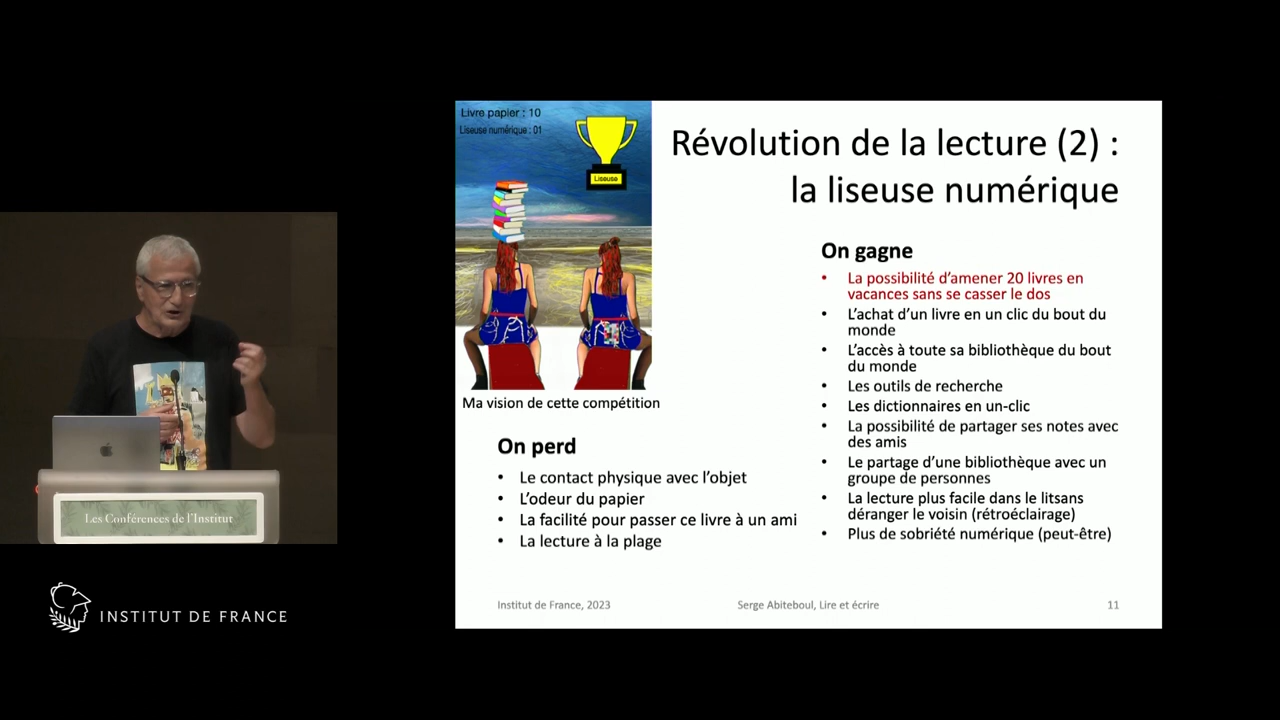 Livre papier : 10
Liseuse numérique : 01
Liseuse
Révolution de la lecture (2) :
la liseuse numérique
Ma vision de cette compétition
On perd
• Le contact physique avec l’objet
• L’odeur du papier
• La facilité pour passer ce livre à un ami
• La lecture à la plage
On gagne
• La possibilité d’amener 20 livres en
vacances sans se casser le dos
• L’achat d’un livre en un clic du bout du
monde
• L’accès à toute sa bibliothèque du bout
du monde
• Les outils de recherche
• Les dictionnaires en un-clic
• La possibilité de partager ses notes avec
des amis
• Le partage d’une bibliothèque avec un
groupe de personnes
• La lecture plus facile dans le litsans
déranger le voisin (rétroéclairage)
• Plus de sobriété numérique (peut-être)
Institut de France, 2023
Serge Abiteboul, Lire et écrire
11
Les Conférences de l’Institut
INSTITUT DE FRANCE